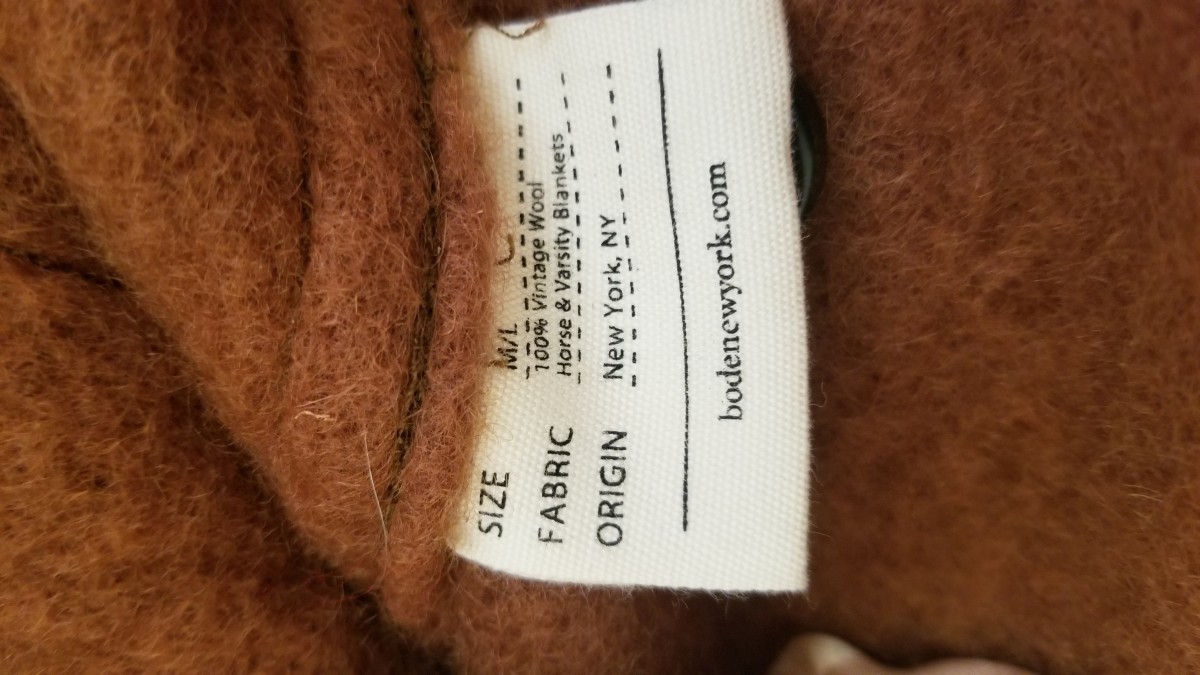 SIZE M/L
FABRIC 100% Vintage Wool
Horse & Varsity Blankets
ORIGIN New York, NY
bodenewyork.com